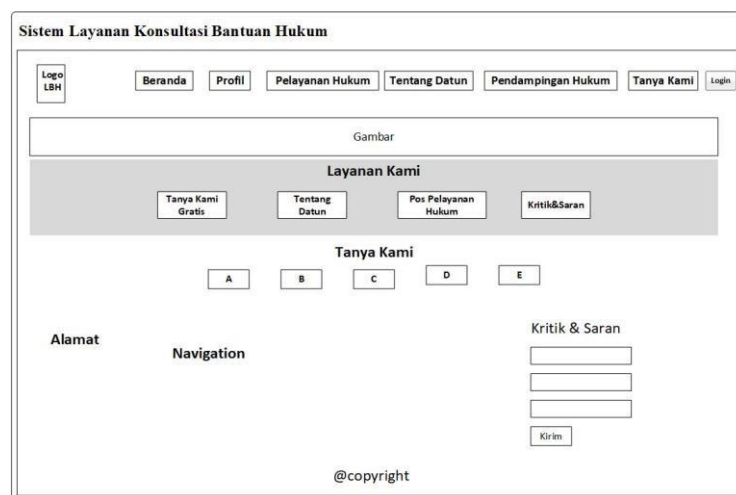 Sistem Layanan Konsultasi Bantuan Hukum
Logo
LBH
Beranda
Profil
Pelayanan Hukum
Tentang Datun
Pendampingan Hukum
Tanya Kami
Login
Gambar
Layanan Kami
Tanya Kami
Gratis
Tentang
Datun
Pos Pelayanan
Hukum
Kritik&Saran
Tanya Kami
A
B
C
D
E
Alamat
Navigation
Kritik & Saran
Kirim
@copyright